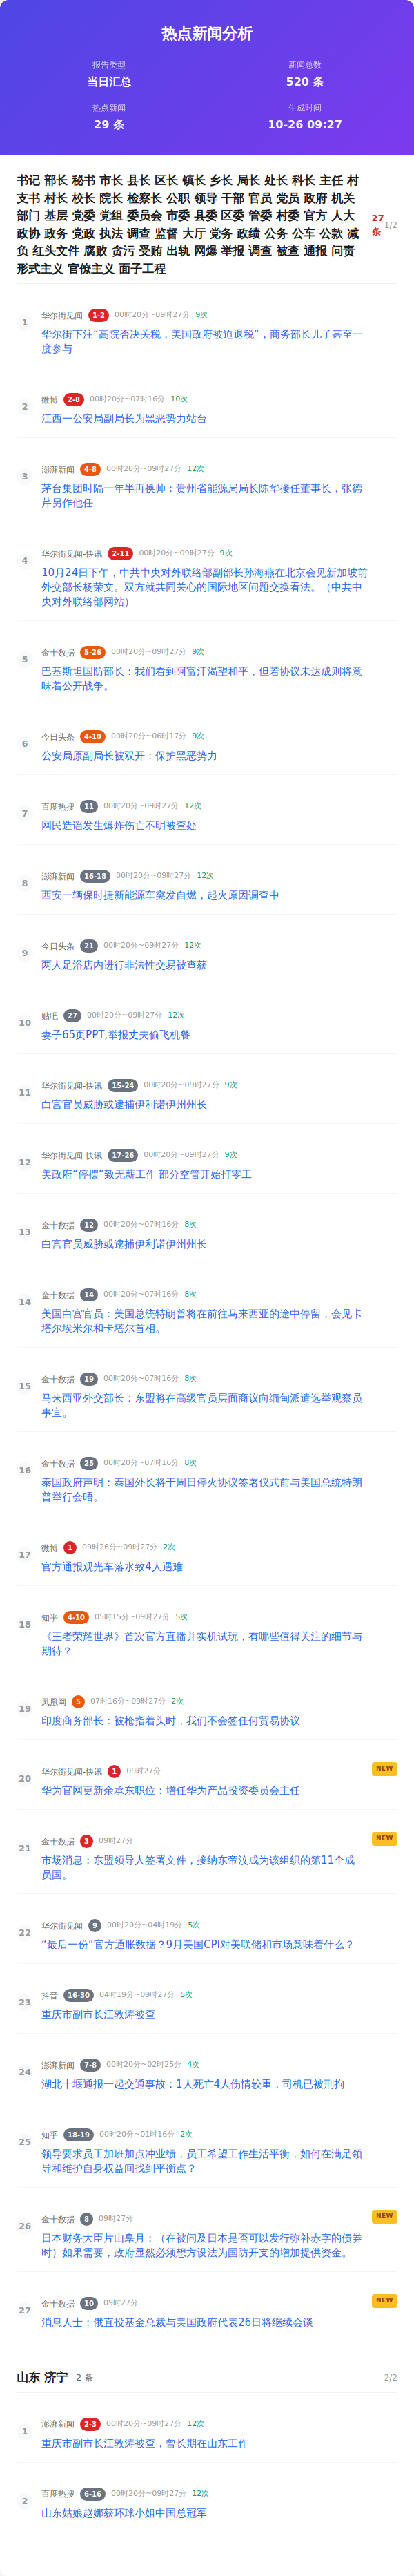 热点新闻分析
报告类型
当日汇总
新闻总数
520 条
热点新闻
29 条
生成时间
10-26 09:27
书记 部长 秘书 市长 县长 区长 镇长 乡长 局长 处长 科长 主任 村
支书 村长 校长 院长 检察长 公职 领导 干部 官员 党员 政府 机关
部门 基层 党委 党组 委员会 市委 县委 区委 管委 村委 官方 人大
政协 政务 党政 执法 调查 监督 大厅 党务 政绩 公务 公车 公款 减
负 红头文件 腐败 贪污 受贿 出轨 网爆 举报 调查 被查 通报 问责
形式主义 官僚主义 面子工程
27
条
1/2
1
华尔街见闻 1-2 00时20分~09时27分 9次
华尔街下注“高院否决关税，美国政府被迫退税”，商务部长儿子甚至一
度参与
2
微博 2-8 00时20分~07时16分 10次
江西一公安局副局长为黑恶势力站台
3
澎湃新闻 4-8 00时20分~09时27分 12次
茅台集团时隔一年半再换帅：贵州省能源局局长陈华接任董事长，张德
芹另作他任
4
华尔街见闻-快讯 2-11 00时20分~09时27分 9次
10月24日下午，中共中央对外联络部副部长孙海燕在北京会见新加坡前
外交部长杨荣文。双方就共同关心的国际地区问题交换看法。（中共中
央对外联络部网站）
5
金十数据 5-26 00时20分~09时27分 9次
巴基斯坦国防部长：我们看到阿富汗渴望和平，但若协议未达成则将意
味着公开战争。
6
今日头条 4-10 00时20分~06时17分 9次
公安局原副局长被双开：保护黑恶势力
7
百度热搜 11 00时20分~09时27分 12次
网民造谣发生爆炸伤亡不明被查处
8
澎湃新闻 16-18 00时20分~09时27分 12次
西安一辆保时捷新能源车突发自燃，起火原因调查中
9
今日头条 21 00时20分~09时27分 12次
两人足浴店内进行非法性交易被查获
10
贴吧 27 00时20分~09时27分 12次
妻子65页PPT,举报丈夫偷飞机餐
11
华尔街见闻-快讯 15-24 00时20分~09时27分 9次
白宫官员威胁或逮捕伊利诺伊州州长
12
华尔街见闻-快讯 17-26 00时20分~09时27分 9次
美政府“停摆”致无薪工作 部分空管开始打零工
13
金十数据 12 00时20分~07时16分 8次
白宫官员威胁或逮捕伊利诺伊州州长
14
金十数据 14 00时20分~07时16分 8次
美国白宫官员：美国总统特朗普将在前往马来西亚的途中停留，会见卡
塔尔埃米尔和卡塔尔首相。
15
金十数据 19 00时20分~07时16分 8次
马来西亚外交部长：东盟将在高级官员层面商议向缅甸派遣选举观察员
事宜。
16
金十数据 25 00时20分~07时16分 8次
泰国政府声明：泰国外长将于周日停火协议签署仪式前与美国总统特朗
普举行会晤。
17
微博 1 09时26分~09时27分 2次
官方通报观光车落水致4人遇难
18
知乎 4-10 05时15分~09时27分 5次
《王者荣耀世界》首次官方直播并实机试玩，有哪些值得关注的细节与
期待？
19
凤凰网 5 07时16分~09时27分 2次
印度商务部长：被枪指着头时，我们不会签任何贸易协议
20
华尔街见闻-快讯 1 09时27分
NEW
华为官网更新余承东职位：增任华为产品投资委员会主任
21
金十数据 3 09时27分
NEW
市场消息：东盟领导人签署文件，接纳东帝汶成为该组织的第11个成
员国。
22
华尔街见闻 9 00时20分~04时19分 5次
“最后一份”官方通胀数据？9月美国CPI对美联储和市场意味着什么？
23
抖音 16-30 04时19分~09时27分 5次
重庆市副市长江敦涛被查
24
澎湃新闻 7-8 00时20分~02时25分 4次
湖北十堰通报一起交通事故：1人死亡4人伤情较重，司机已被刑拘
25
知乎 18-19 00时20分~01时16分 2次
领导要求员工加班加点冲业绩，员工希望工作生活平衡，如何在满足领
导和维护自身权益间找到平衡点？
26
金十数据 8 09时27分
NEW
日本财务大臣片山皋月：（在被问及日本是否可以发行弥补赤字的债券
时）如果需要，政府显然必须想方设法为国防开支的增加提供资金。
27
金十数据 10 09时27分
NEW
消息人士：俄直投基金总裁与美国政府代表26日将继续会谈
山东 济宁 2 条
2/2
1
澎湃新闻 2-3 00时20分~09时27分 12次
重庆市副市长江敦涛被查，曾长期在山东工作
2
百度热搜 6-16 00时20分~09时27分 12次
山东姑娘赵娜获环球小姐中国总冠军